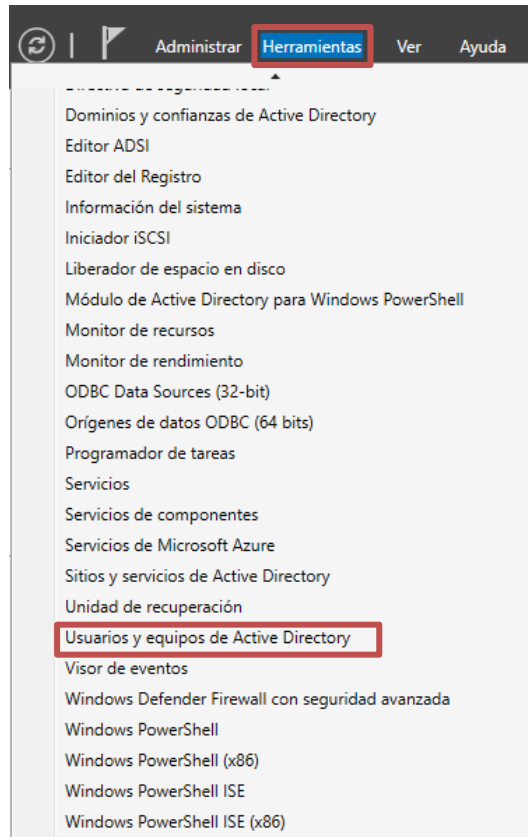 Administrar Herramientas Ver Ayuda
Dominios y confianzas de Active Directory
Editor ADSI
Editor del Registro
Información del sistema
Iniciador iSCSI
Liberador de espacio en disco
Módulo de Active Directory para Windows PowerShell
Monitor de recursos
Monitor de rendimiento
ODBC Data Sources (32-bit)
Orígenes de datos ODBC (64 bits)
Programador de tareas
Servicios
Servicios de componentes
Servicios de Microsoft Azure
Sitios y servicios de Active Directory
Unidad de recuperación
Usuarios y equipos de Active Directory
Visor de eventos
Windows Defender Firewall con seguridad avanzada
Windows PowerShell
Windows PowerShell (x86)
Windows PowerShell ISE
Windows PowerShell ISE (x86)